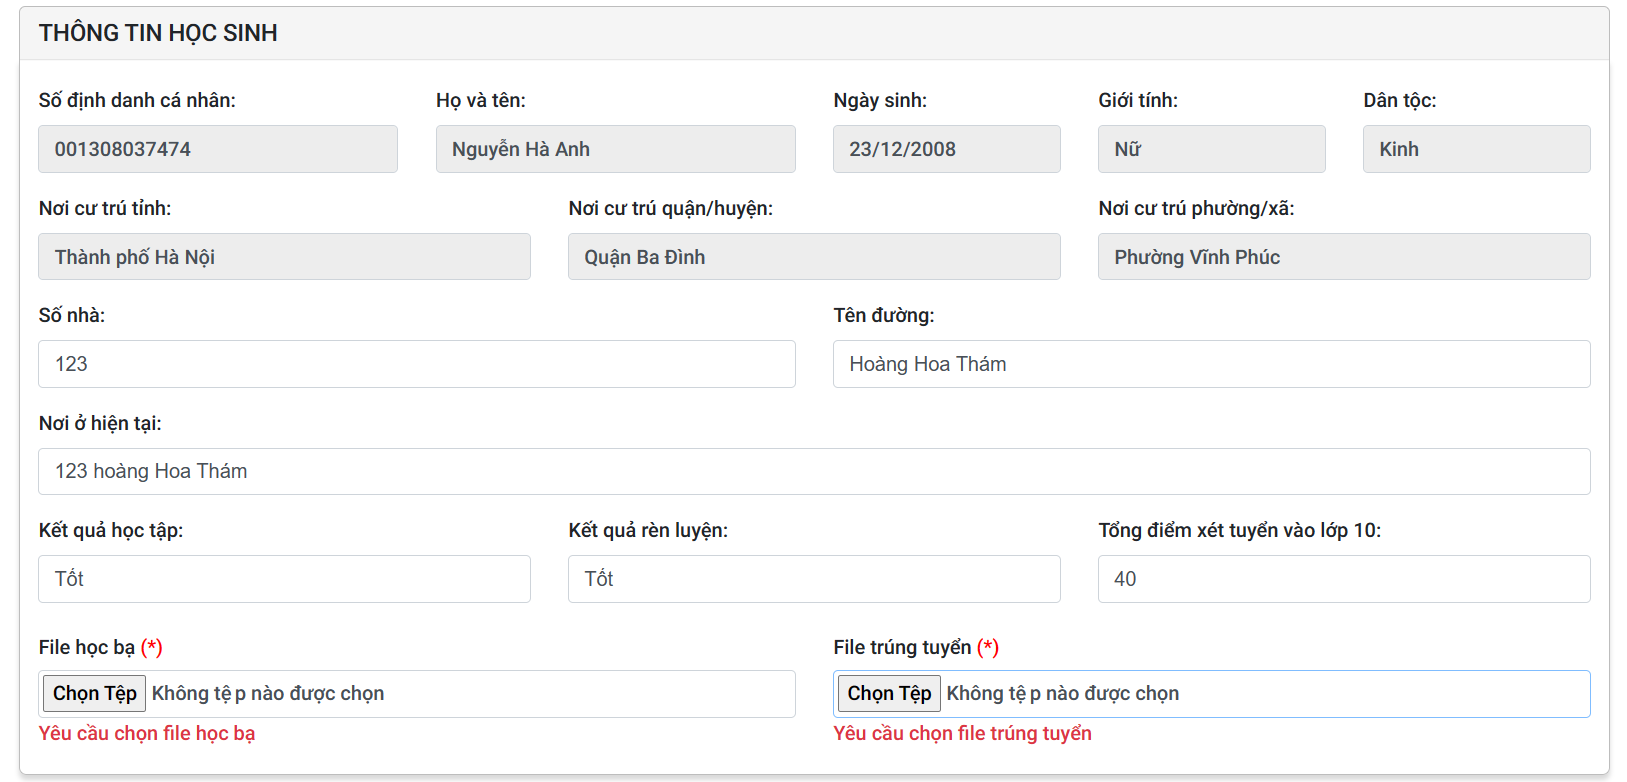 THÔNG TIN HỌC SINH
Số định danh cá nhân: Họ và tên: Ngày sinh: Giới tính: Dân tộc:
001308037474 Nguyễn Hà Anh 23/12/2008 Nữ Kinh
Nơi cư trú tỉnh: Nơi cư trú quận/huyện: Nơi cư trú phường/xã:
Thành phố Hà Nội Quận Ba Đình Phường Vĩnh Phúc
Số nhà: Tên đường:
123 Hoàng Hoa Thám
Nơi ở hiện tại:
123 hoàng Hoa Thám
Kết quả học tập: Kết quả rèn luyện: Tổng điểm xét tuyển vào lớp 10:
Tốt Tốt 40
File học bạ (*) File trúng tuyển (*)
Chọn Tệp Không tệp nào được chọn Chọn Tệp Không tệp nào được chọn
Yêu cầu chọn file học bạ Yêu cầu chọn file trúng tuyển